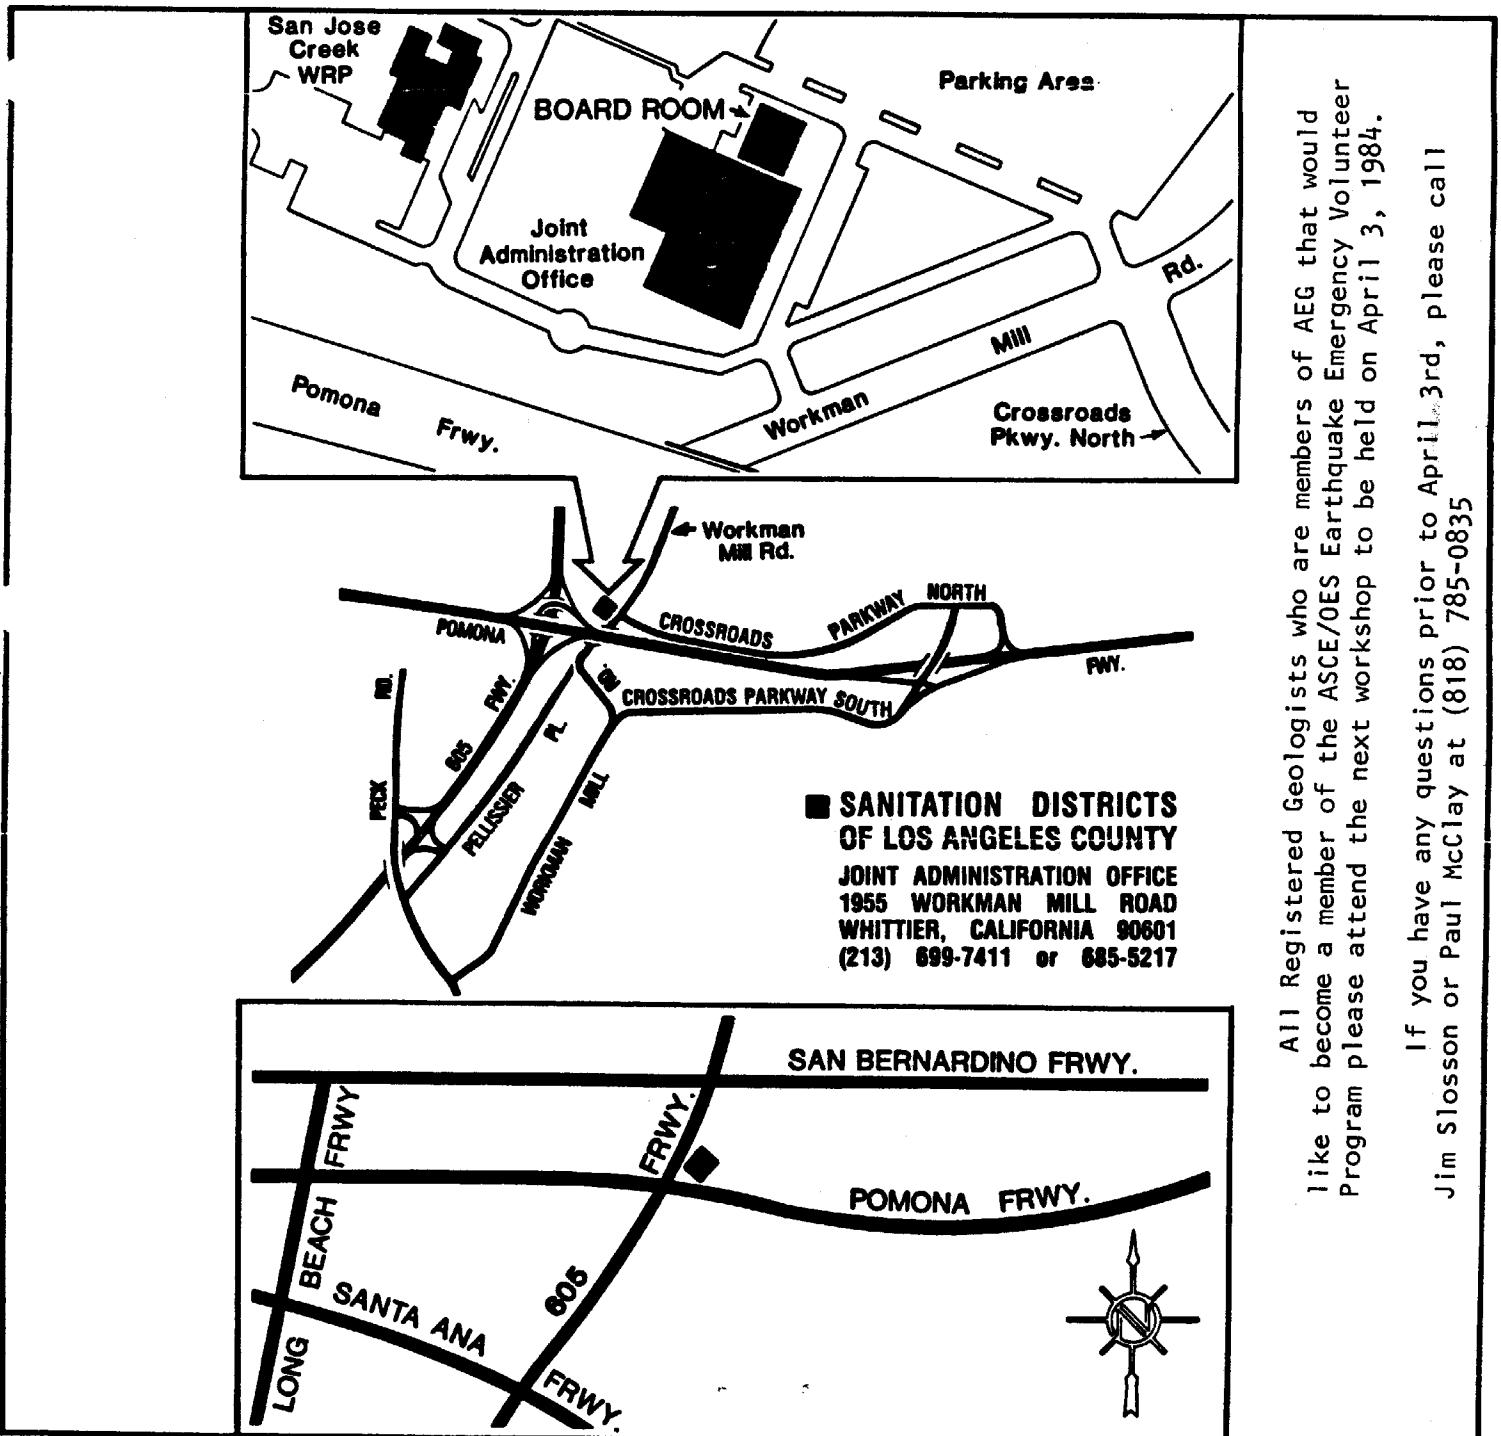 San Jose
Creek
WRP
BOARD ROOM
Parking Area
Joint
Administration
Office
Pomona Frwy.
Workman Mill Rd.
Crossroads
Pkwy. North
Workman
Mill Rd.
POMONA FWY.
CROSSROADS PARKWAY NORTH
CROSSROADS PARKWAY SOUTH
605 FWY.
PECK RD.
PELLISSIER PL.
WORKMAN MILL RD.
SANITATION DISTRICTS
OF LOS ANGELES COUNTY
JOINT ADMINISTRATION OFFICE
1955 WORKMAN MILL ROAD
WHITTIER, CALIFORNIA 90601
(213) 699-7411 or 685-5217
SAN BERNARDINO FRWY.
LONG BEACH FRWY
605 FRWY.
POMONA FRWY.
SANTA ANA FRWY.
N
All Registered Geologists who are members of AEG that would
like to become a member of the ASCE/OES Earthquake Emergency Volunteer
Program please attend the next workshop to be held on April 3, 1984.
If you have any questions prior to April 3rd, please call
Jim Slosson or Paul McClay at (818) 785-0835